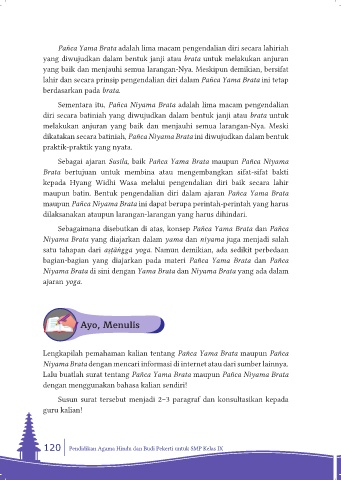 Pañca Yama Brata adalah lima macam pengendalian diri secara lahiriah
yang diwujudkan dalam bentuk janji atau brata untuk melakukan anjuran
yang baik dan menjauhi semua larangan-Nya. Meskipun demikian, bersifat
lahir dan secara prinsip pengendalian diri dalam Pañca Yama Brata ini tetap
berdasarkan pada brata.
Sementara itu, Pañca Niyama Brata adalah lima macam pengendalian
diri secara batiniah yang diwujudkan dalam bentuk janji atau brata untuk
melakukan anjuran yang baik dan menjauhi semua larangan-Nya. Meski
dikatakan secara batiniah, Pañca Niyama Brata ini diwujudkan dalam bentuk
praktik-praktik yang nyata.
Sebagai ajaran Susila, baik Pañca Yama Brata maupun Pañca Niyama
Brata bertujuan untuk membina atau mengembangkan sifat-sifat bakti
kepada Hyang Widhi Wasa melalui pengendalian diri baik secara lahir
maupun batin. Bentuk pengendalian diri dalam ajaran Pañca Yama Brata
maupun Pañca Niyama Brata ini dapat berupa perintah-perintah yang harus
dilaksanakan ataupun larangan-larangan yang harus dihindari.
Sebagaimana disebutkan di atas, konsep Pañca Yama Brata dan Pañca
Niyama Brata yang diajarkan dalam yama dan niyama juga menjadi salah
satu tahapan dari aṣṭāṅgga yoga. Namun demikian, ada sedikit perbedaan
bagian-bagian yang diajarkan pada materi Pañca Yama Brata dan Pañca
Niyama Brata di sini dengan Yama Brata dan Niyama Brata yang ada dalam
ajaran yoga.
Ayo, Menulis
Lengkapilah pemahaman kalian tentang Pañca Yama Brata maupun Pañca
Niyama Brata dengan mencari informasi di internet atau dari sumber lainnya.
Lalu buatlah surat tentang Pañca Yama Brata maupun Pañca Niyama Brata
dengan menggunakan bahasa kalian sendiri!
Susun surat tersebut menjadi 2–3 paragraf dan konsultasikan kepada
guru kalian!
120 Pendidikan Agama Hindu dan Budi Pekerti untuk SMP Kelas IX